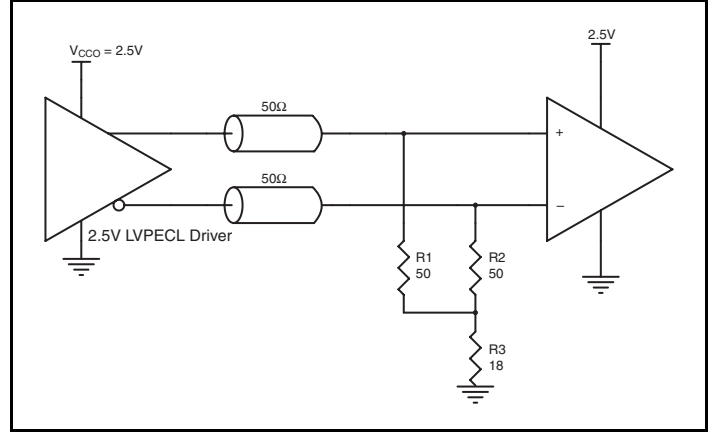 V_CCO = 2.5V
2.5V
50Ω
+
50Ω
–
2.5V LVPECL Driver
R1
50
R2
50
R3
18